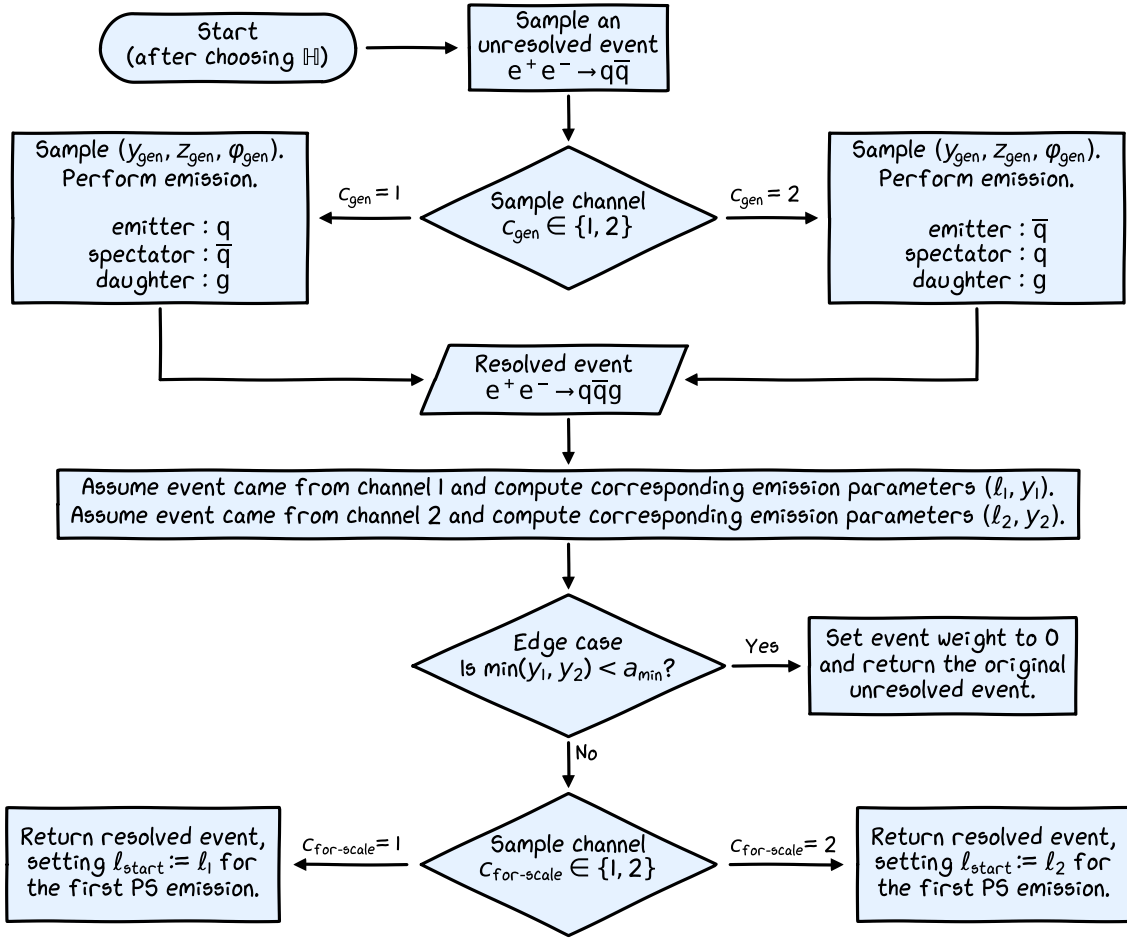 Start
(after choosing ℍ)
Sample an
unresolved event
e⁺e⁻→qq̅
Sample (y_gen, z_gen, φ_gen).
Perform emission.
emitter : q
spectator : q̅
daughter : g
c_gen = 1
Sample channel
c_gen ∈ {1, 2}
c_gen = 2
Sample (y_gen, z_gen, φ_gen).
Perform emission.
emitter : q̅
spectator : q
daughter : g
Resolved event
e⁺e⁻→qq̅g
Assume event came from channel 1 and compute corresponding emission parameters (ℓ₁, y₁).
Assume event came from channel 2 and compute corresponding emission parameters (ℓ₂, y₂).
Edge case
Is min(y₁, y₂) < a_min?
Yes
Set event weight to 0
and return the original
unresolved event.
No
Return resolved event,
setting ℓ_start := ℓ₁ for
the first PS emission.
c_for-scale = 1
Sample channel
c_for-scale ∈ {1, 2}
c_for-scale = 2
Return resolved event,
setting ℓ_start := ℓ₂ for
the first PS emission.